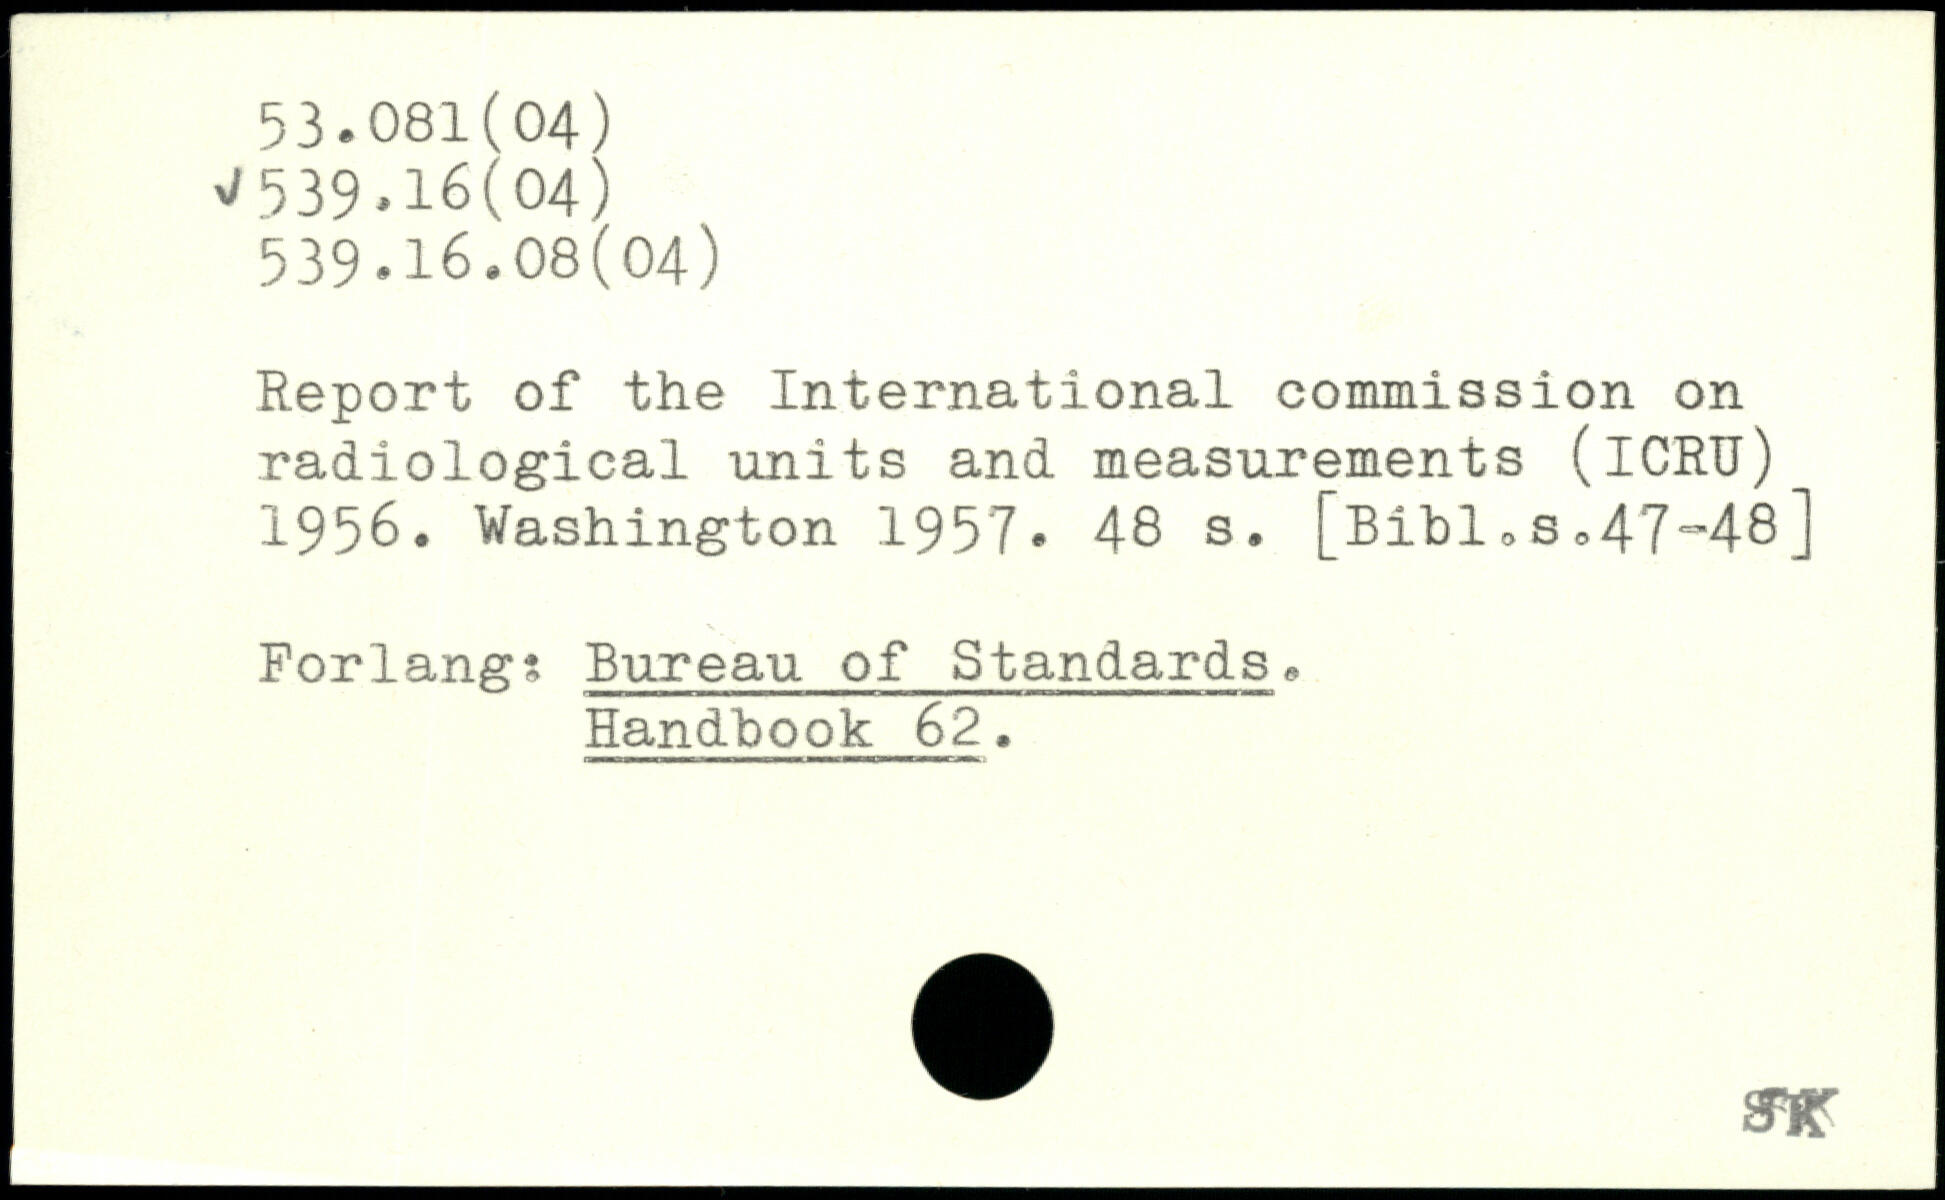 53.081(04)
✓539.16(04)
539.16.08(04)
Report of the International commission on
radiological units and measurements (ICRU)
1956. Washington 1957. 48 s. [Bibl.s.47-48]
Forlang: Bureau of Standards.
Handbook 62.